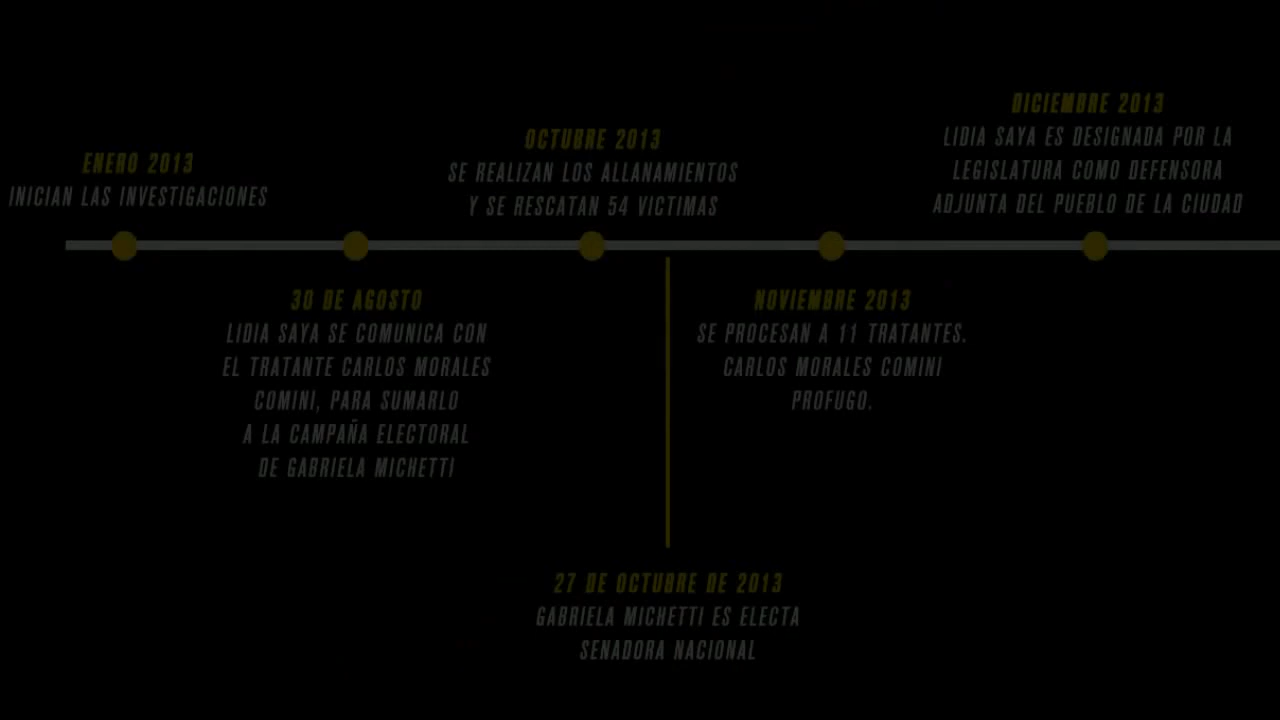 ENERO 2013
INICIAN LAS INVESTIGACIONES
30 DE AGOSTO
LIDIA SAYA SE COMUNICA CON
EL TRATANTE CARLOS MORALES
COMINI, PARA SUMARLO
A LA CAMPAÑA ELECTORAL
DE GABRIELA MICHETTI
OCTUBRE 2013
SE REALIZAN LOS ALLANAMIENTOS
Y SE RESCATAN 54 VICTIMAS
27 DE OCTUBRE DE 2013
GABRIELA MICHETTI ES ELECTA
SENADORA NACIONAL
NOVIEMBRE 2013
SE PROCESAN A 11 TRATANTES.
CARLOS MORALES COMINI
PROFUGO.
DICIEMBRE 2013
LIDIA SAYA ES DESIGNADA POR LA
LEGISLATURA COMO DEFENSORA
ADJUNTA DEL PUEBLO DE LA CIUDAD